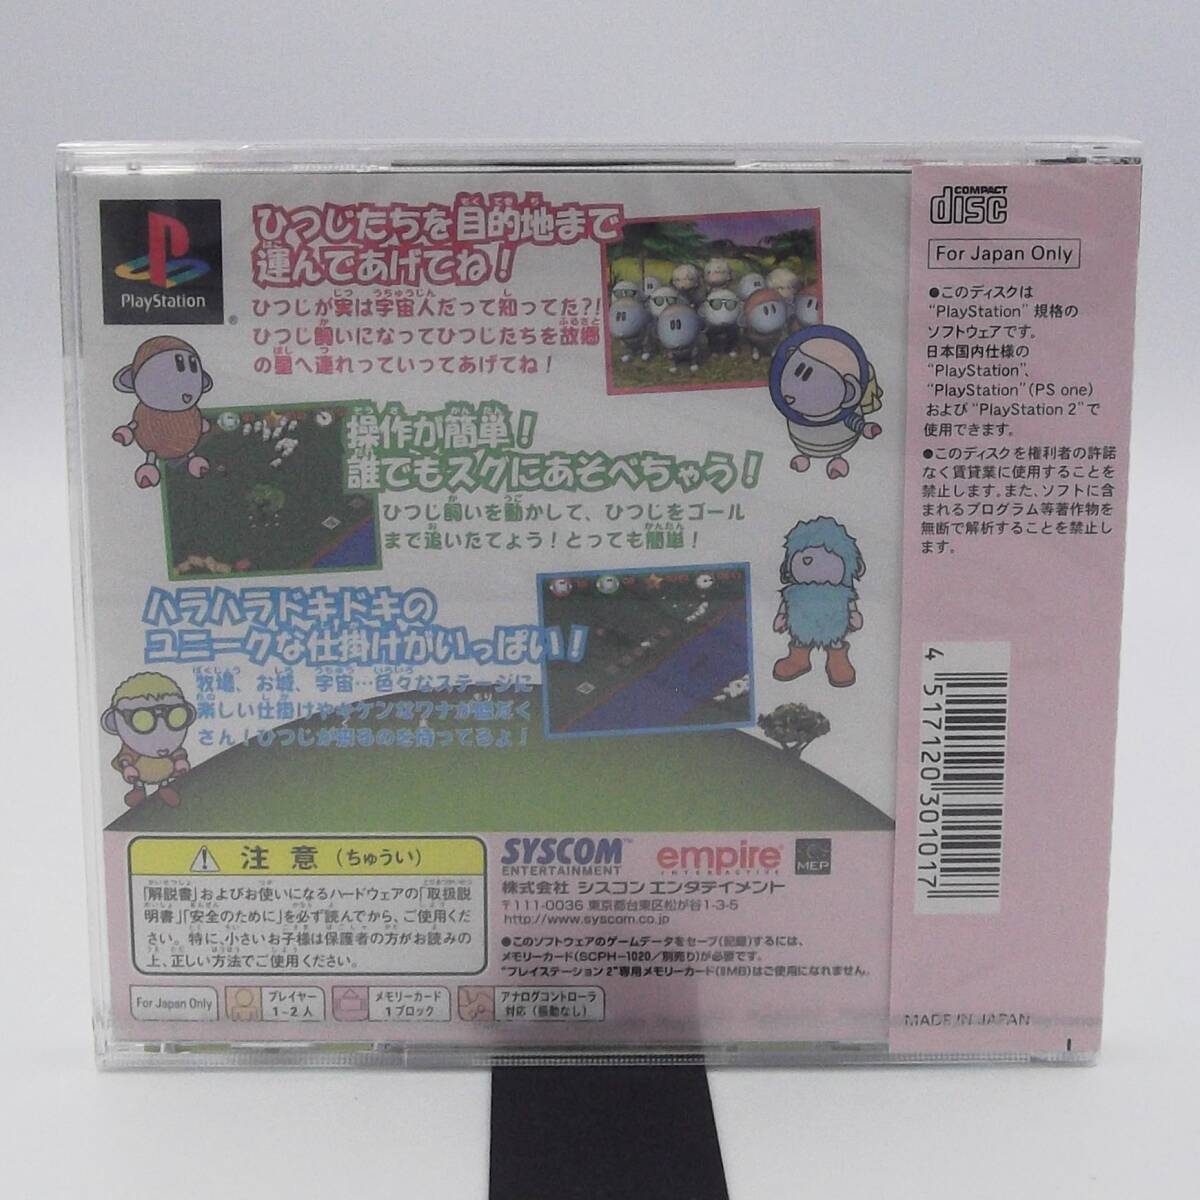 PlayStation
ひつじたちを目的地まで
運んであげてね!
ひつじが実は宇宙人だって知ってた?!
ひつじ飼いになってひつじたちを故郷
の星へ連れっていってあげてね!
操作が簡単!
誰でもスグにあそべちゃう!
ひつじ飼いを動かして、ひつじをゴール
まで追いたてよう!とっても簡単!
ハラハラドキドキの
ユニークな仕掛けがいっぱい!
牧場、お城、宇宙…色々なステージに
楽しい仕掛けやキケンなワナが盛だく
さん!ひつじが来るのを待ってるよ!
注意(ちゅうい)
「解説書」およびお使いになるハードウェアの「取扱説
明書」「安全のために」を必ず読んでから、ご使用くだ
さい。特に、小さいお子様は保護者の方がお読みの
上、正しい方法でご使用ください。
SYSCOM™
ENTERTAINMENT
empire
INTERACTIVE
MEP
株式会社 シスコン エンタテイメント
〒111-0036 東京都台東区松が谷1-3-5
http://www.syscom.co.jp
●このソフトウェアのゲームデータをセーブ(記録)するには、
メモリーカード(SCPH-1020/別売り)が必要です。
"プレイステーション 2"専用メモリーカード(8MB)はご使用になれません。
For Japan Only
プレイヤー
1~2人
メモリーカード
1ブロック
アナログコントローラ
対応(振動なし)
COMPACT
disc
For Japan Only
●このディスクは
"PlayStation" 規格の
ソフトウェアです。
日本国内仕様の
"PlayStation"、
"PlayStation"(PS one)
および "PlayStation 2"で
使用できます。
●このディスクを権利者の許諾
なく賃貸業に使用することを
禁止します。また、ソフトに含
まれるプログラム等著作物を
無断で解析することを禁止し
ます。
4 517120 301017
MADE IN JAPAN